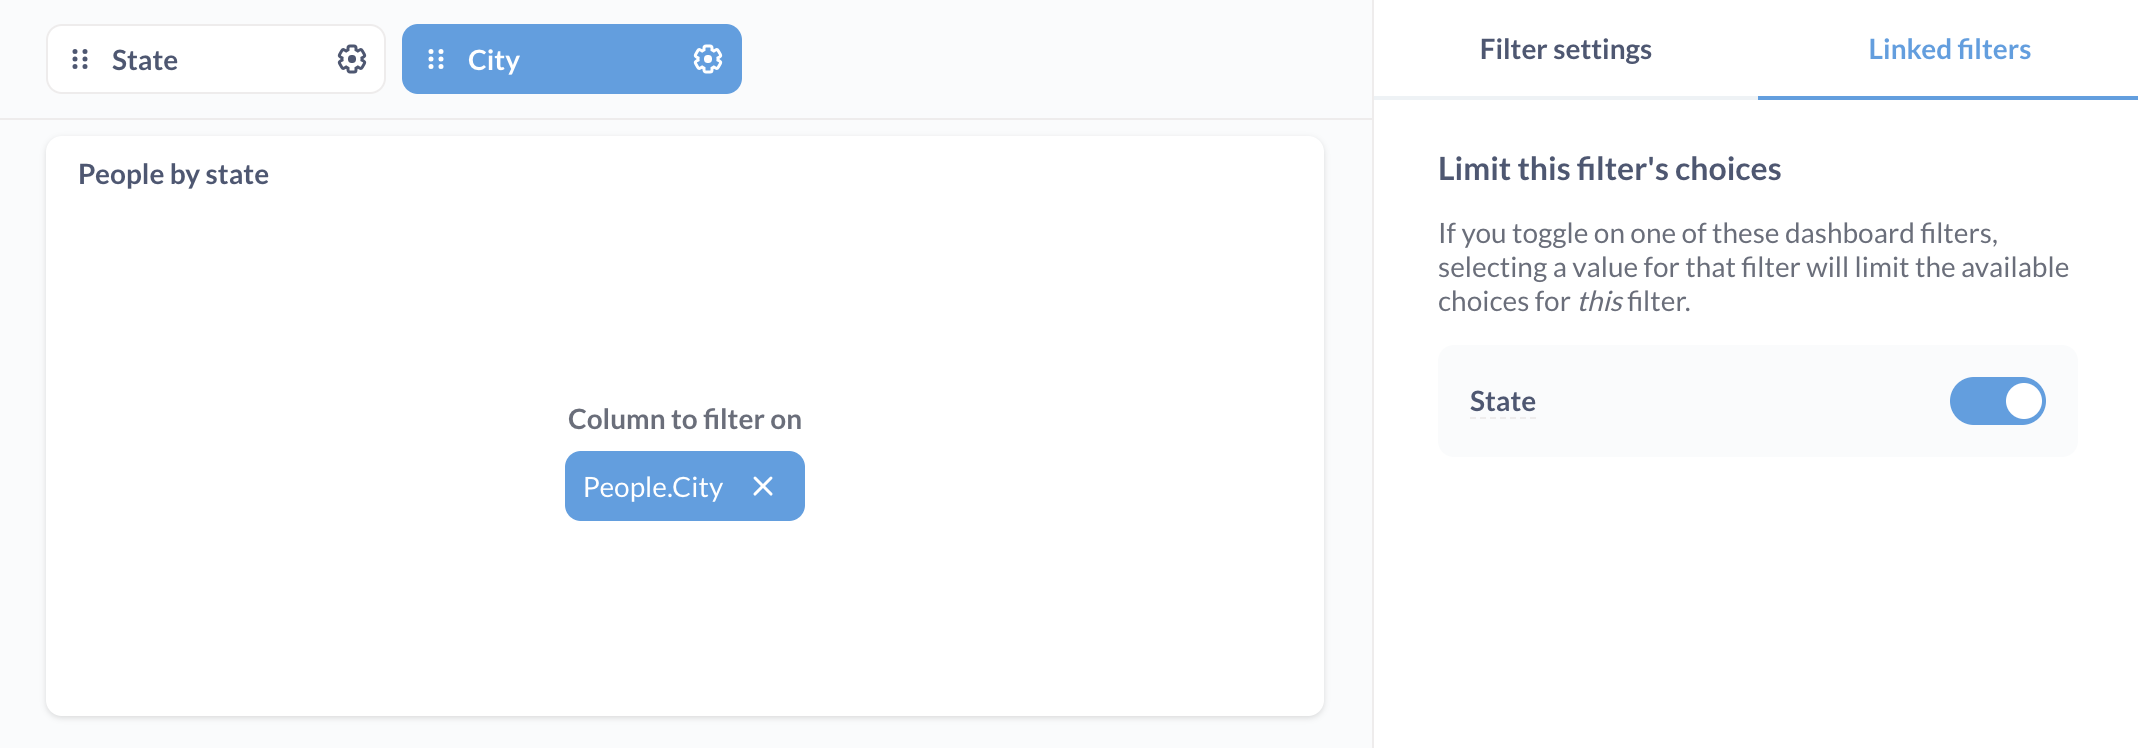 State
City
People by state
Column to filter on
People.City
Filter settings
Linked filters
Limit this filter's choices
If you toggle on one of these dashboard filters,
selecting a value for that filter will limit the available
choices for this filter.
State